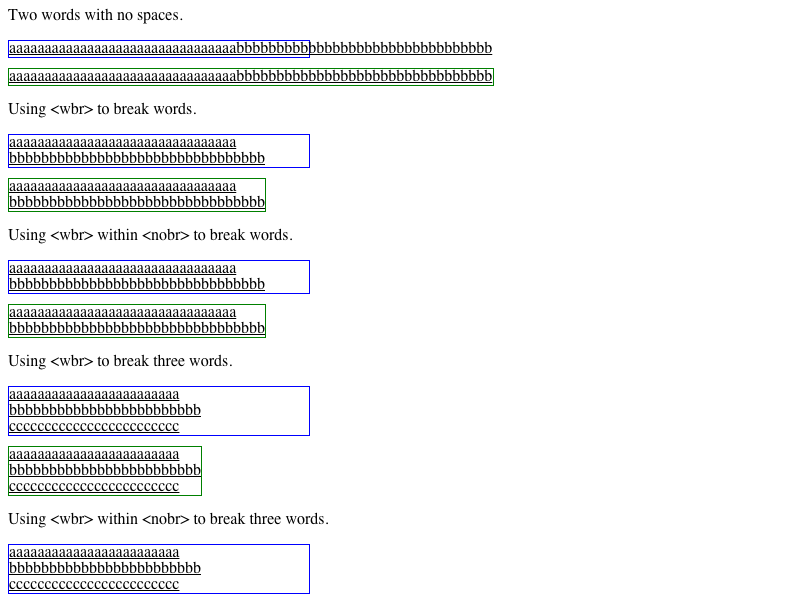 Two words with no spaces.
aaaaaaaaaaaaaaaaaaaaaaaaaaaaaaaabbbbbbbbbbbbbbbbbbbbbbbbbbbbbbbb
aaaaaaaaaaaaaaaaaaaaaaaaaaaaaaaabbbbbbbbbbbbbbbbbbbbbbbbbbbbbbbb
Using <wbr> to break words.
aaaaaaaaaaaaaaaaaaaaaaaaaaaaaaaa
bbbbbbbbbbbbbbbbbbbbbbbbbbbbbbbb
aaaaaaaaaaaaaaaaaaaaaaaaaaaaaaaa
bbbbbbbbbbbbbbbbbbbbbbbbbbbbbbbb
Using <wbr> within <nobr> to break words.
aaaaaaaaaaaaaaaaaaaaaaaaaaaaaaaa
bbbbbbbbbbbbbbbbbbbbbbbbbbbbbbbb
aaaaaaaaaaaaaaaaaaaaaaaaaaaaaaaa
bbbbbbbbbbbbbbbbbbbbbbbbbbbbbbbb
Using <wbr> to break three words.
aaaaaaaaaaaaaaaaaaaaaaaa
bbbbbbbbbbbbbbbbbbbbbbbb
cccccccccccccccccccccccc
aaaaaaaaaaaaaaaaaaaaaaaa
bbbbbbbbbbbbbbbbbbbbbbbb
cccccccccccccccccccccccc
Using <wbr> within <nobr> to break three words.
aaaaaaaaaaaaaaaaaaaaaaaa
bbbbbbbbbbbbbbbbbbbbbbbb
cccccccccccccccccccccccc